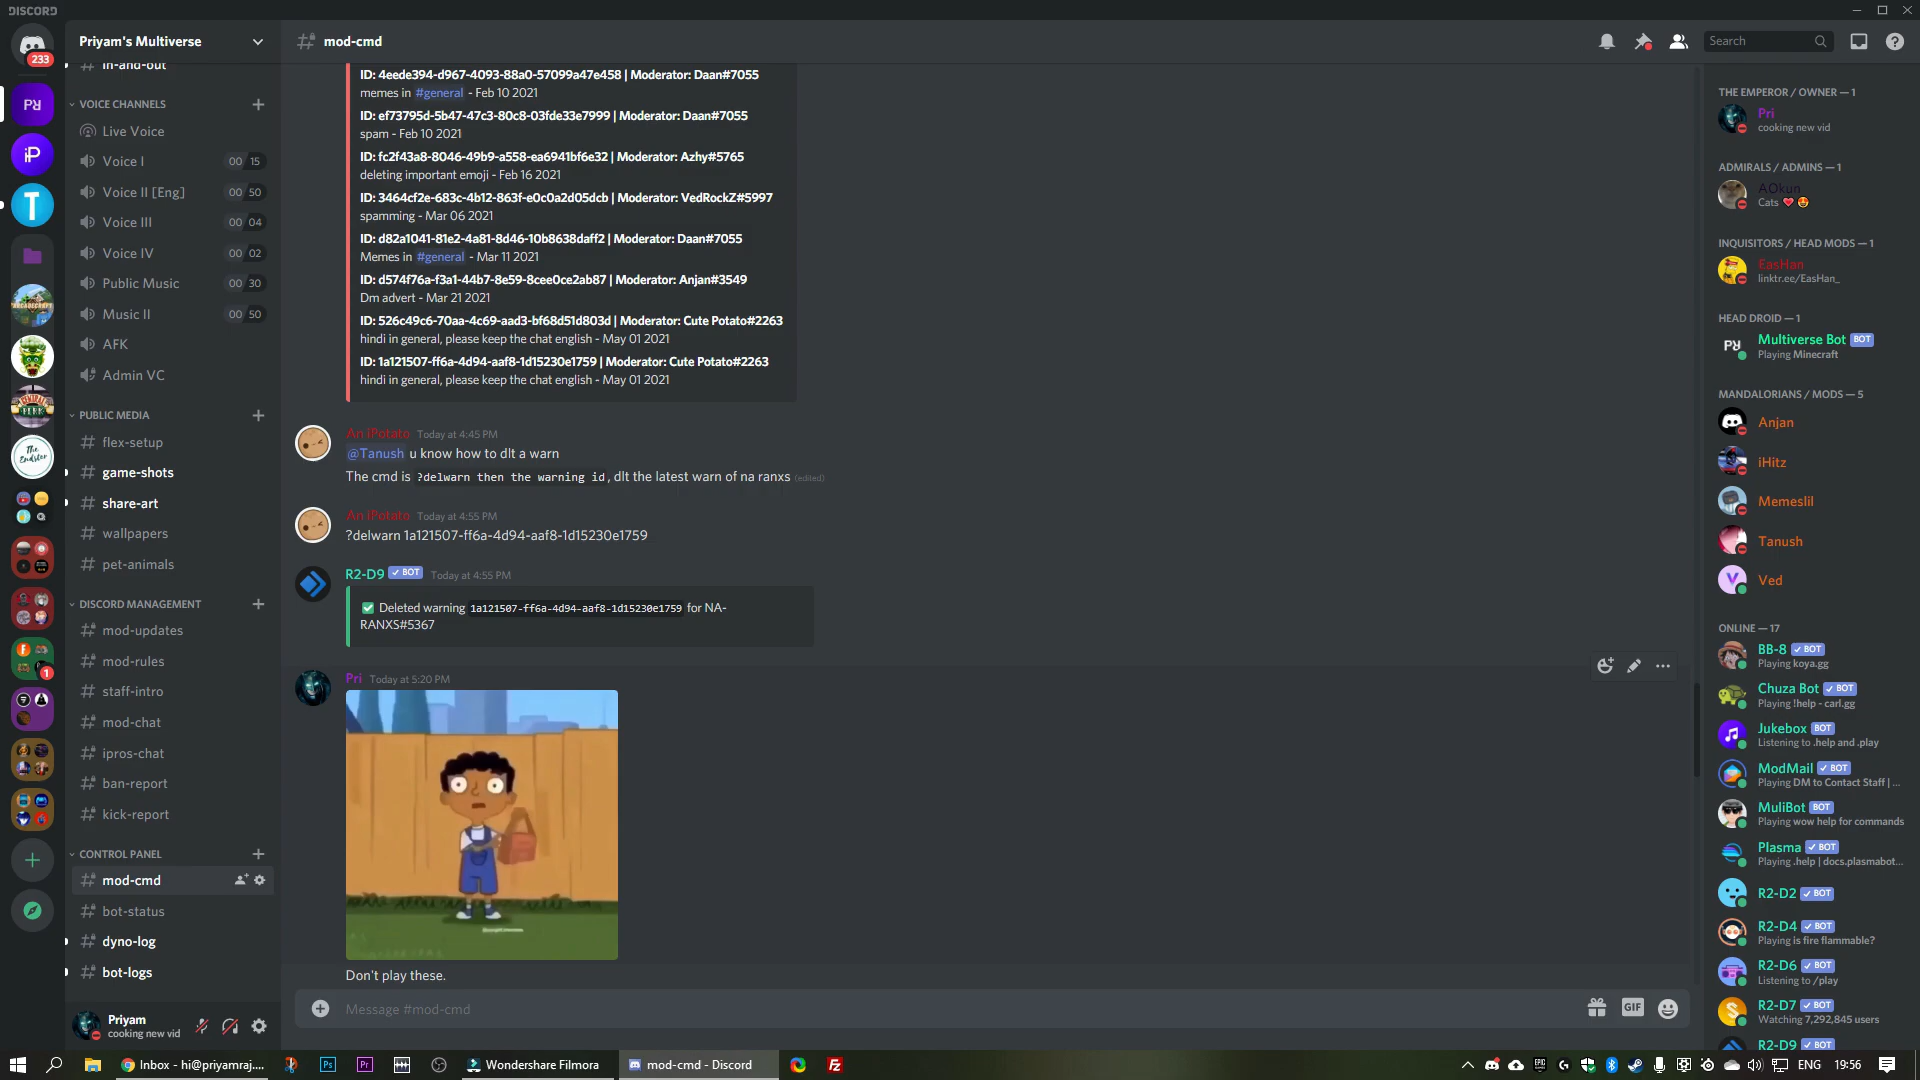 DISCORD
Priyam's Multiverse
mod-cmd
Search
233
in-and-out
VOICE CHANNELS
Live Voice
Voice I
00 15
Voice II [Eng]
00 50
Voice III
00 04
Voice IV
00 02
Public Music
00 30
Music II
00 50
AFK
Admin VC
PUBLIC MEDIA
flex-setup
game-shots
share-art
wallpapers
pet-animals
DISCORD MANAGEMENT
mod-updates
mod-rules
staff-intro
mod-chat
ipros-chat
ban-report
kick-report
CONTROL PANEL
mod-cmd
bot-status
dyno-log
bot-logs
Priyam
cooking new vid
The Endster
1
ID: 4eede394-d967-4093-88a0-57099a47e458 | Moderator: Daan#7055
memes in #general - Feb 10 2021
ID: ef73795d-5b47-47c3-80c8-03fde33e7999 | Moderator: Daan#7055
spam - Feb 10 2021
ID: fc2f43a8-8046-49b9-a558-ea6941bf6e32 | Moderator: Azhy#5765
deleting important emoji - Feb 16 2021
ID: 3464cf2e-683c-4b12-863f-e0c0a2d05dcb | Moderator: VedRockZ#5997
spamming - Mar 06 2021
ID: d82a1041-81e2-4a81-8d46-10b8638daff2 | Moderator: Daan#7055
Memes in #general - Mar 11 2021
ID: d574f76a-f3a1-44b7-8e59-8cee0ce2ab87 | Moderator: Anjan#3549
Dm advert - Mar 21 2021
ID: 526c49c6-70aa-4c69-aad3-bf68d51d803d | Moderator: Cute Potato#2263
hindi in general, please keep the chat english - May 01 2021
ID: 1a121507-ff6a-4d94-aaf8-1d15230e1759 | Moderator: Cute Potato#2263
hindi in general, please keep the chat english - May 01 2021
An iPotato Today at 4:45 PM
@Tanush u know how to dlt a warn
The cmd is ?delwarn then the warning id, dlt the latest warn of na ranxs (edited)
An iPotato Today at 4:55 PM
?delwarn 1a121507-ff6a-4d94-aaf8-1d15230e1759
R2-D9 BOT Today at 4:55 PM
Deleted warning 1a121507-ff6a-4d94-aaf8-1d15230e1759 for NA-
RANXS#5367
Pri Today at 5:20 PM
Don't play these.
Message #mod-cmd
GIF
THE EMPEROR / OWNER — 1
Pri
cooking new vid
ADMIRALS / ADMINS — 1
AOkun
Cats
INQUISITORS / HEAD MODS — 1
EasHan
linktr.ee/EasHan_
HEAD DROID — 1
Multiverse Bot BOT
Playing Minecraft
MANDALORIANS / MODS — 5
Anjan
iHitz
Memeslil
Tanush
Ved
ONLINE — 17
BB-8 BOT
Playing koya.gg
Chuza Bot BOT
Playing !help - carl.gg
Jukebox BOT
Listening to .help and .play
ModMail BOT
Playing DM to Contact Staff | ...
MuliBot BOT
Playing wow help for commands
Plasma BOT
Playing .help | docs.plasmabot...
R2-D2 BOT
R2-D4 BOT
Playing is fire flammable?
R2-D6 BOT
Listening to /play
R2-D7 BOT
Watching 7,292,845 users
R2-D9 BOT
Inbox - hi@priyamraj....
Ps
Pr
Wondershare Filmora
mod-cmd - Discord
Fz
ENG
19:56